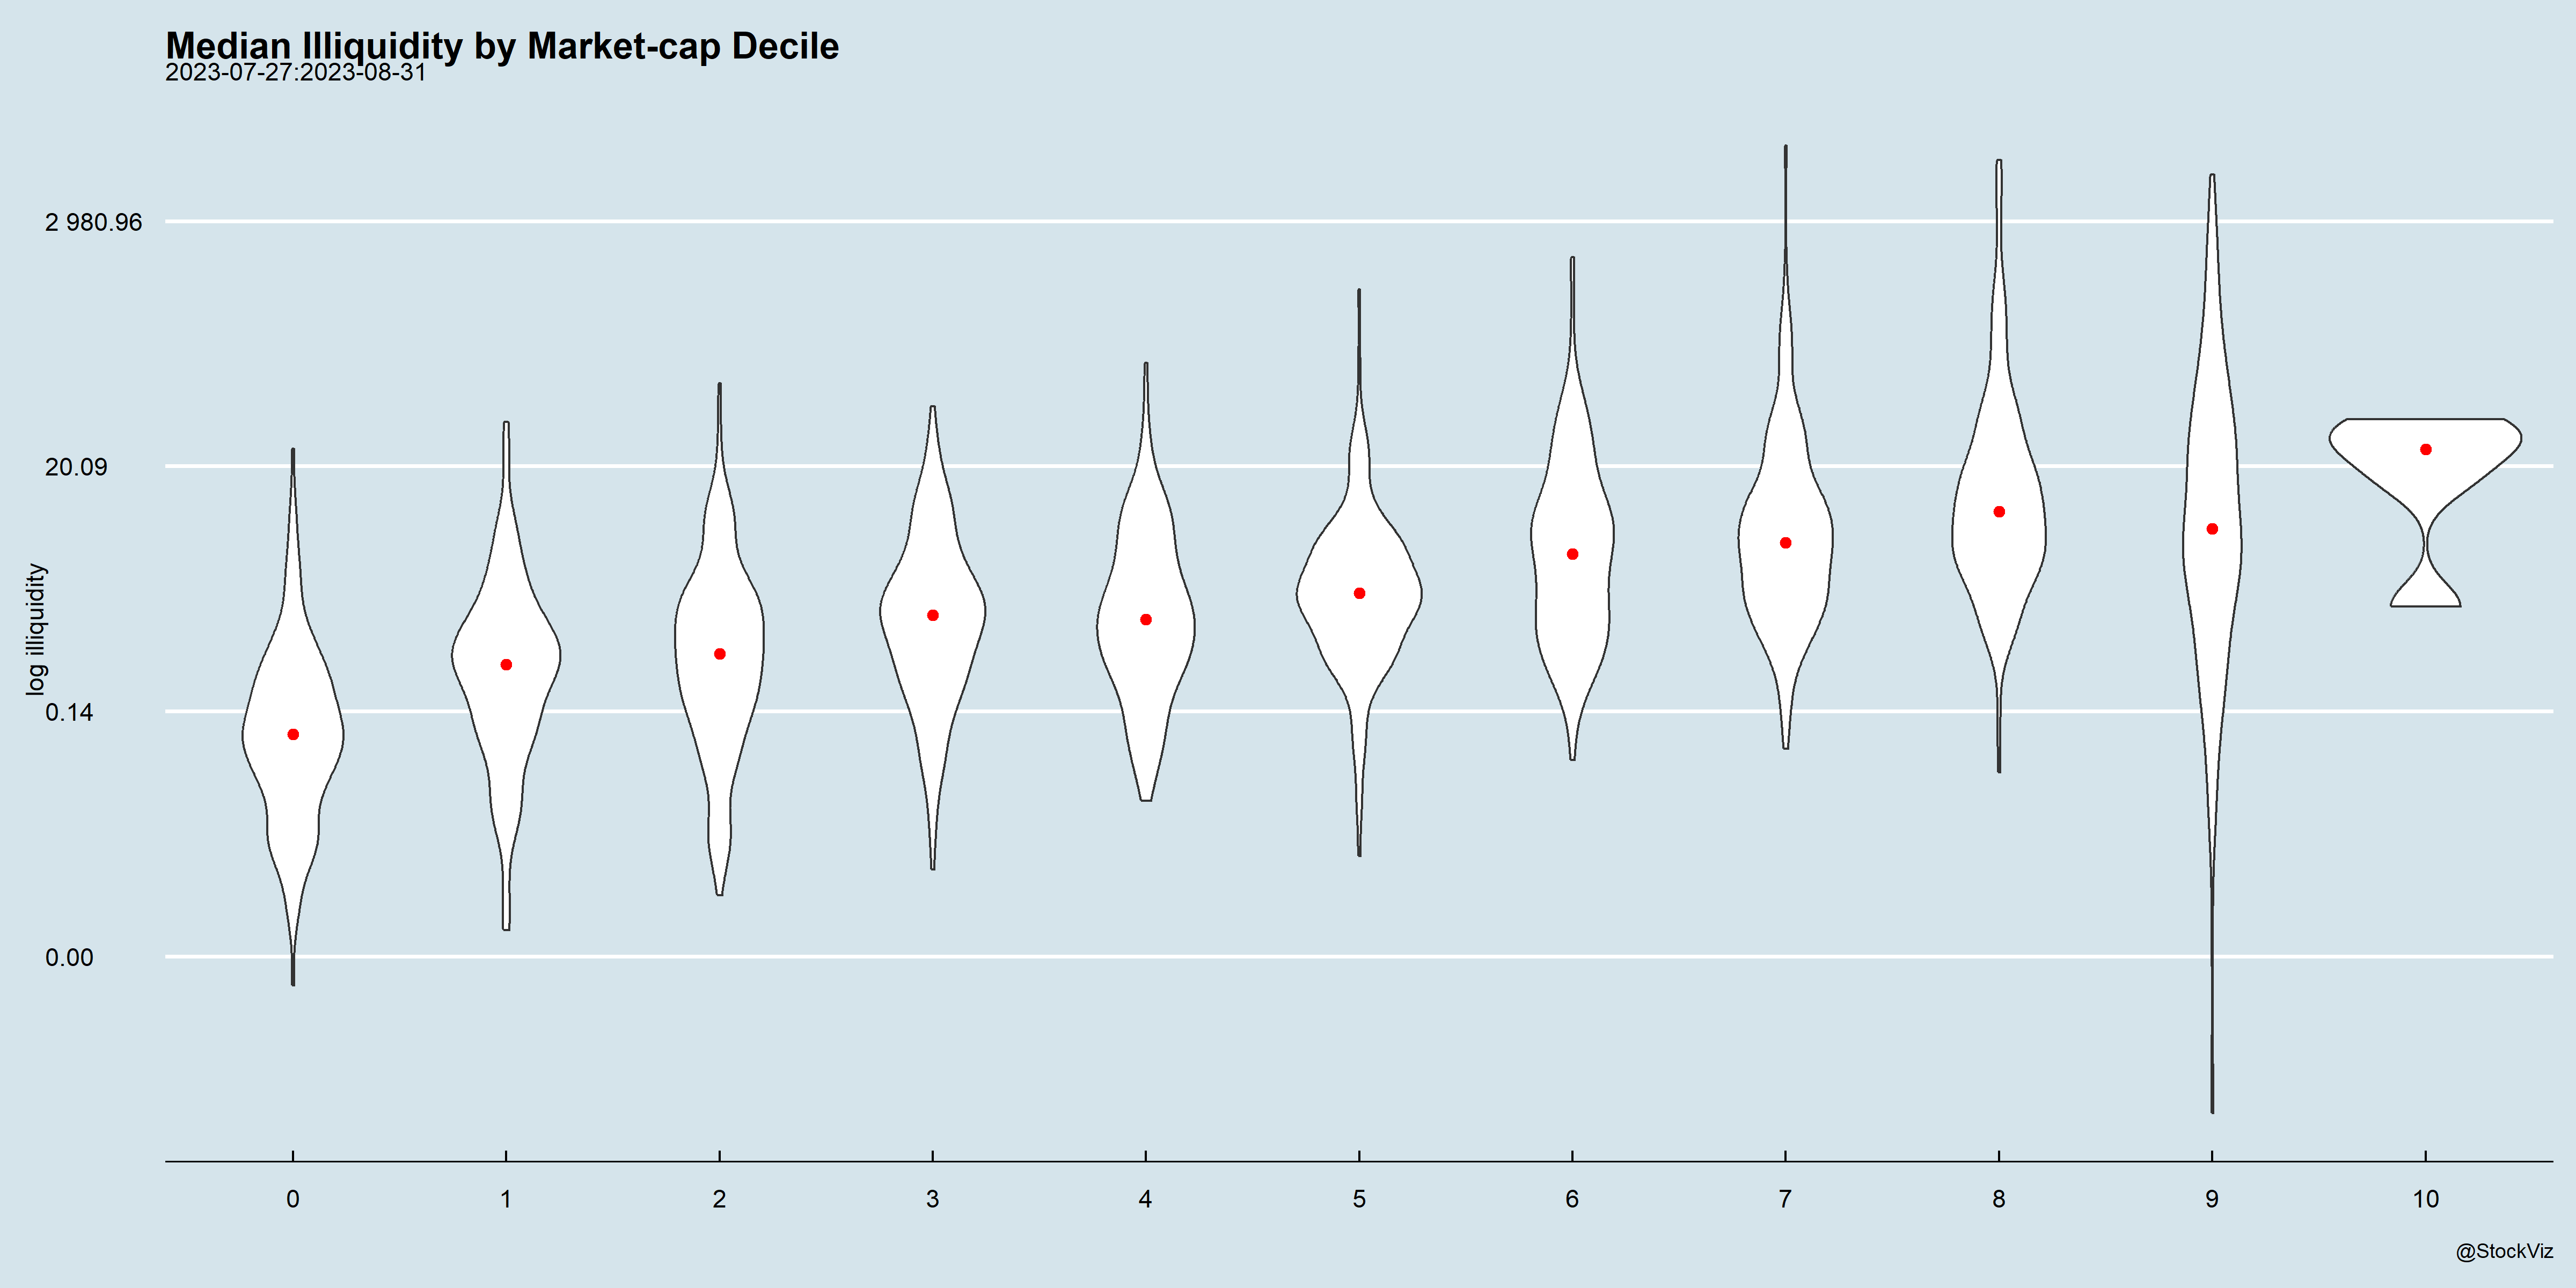 Median Illiquidity by Market-cap Decile
2023-07-27:2023-08-31
2 980.96
20.09
0.14
0.00
log illiquidity
0 1 2 3 4 5 6 7 8 9 10
@StockViz